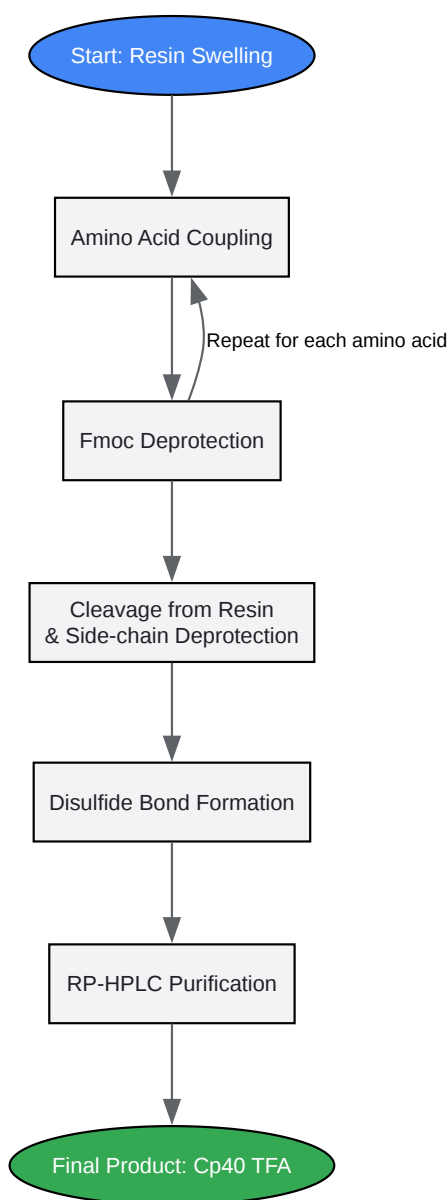 Start: Resin Swelling
Amino Acid Coupling
Repeat for each amino acid
Fmoc Deprotection
Cleavage from Resin
& Side-chain Deprotection
Disulfide Bond Formation
RP-HPLC Purification
Final Product: Cp40 TFA